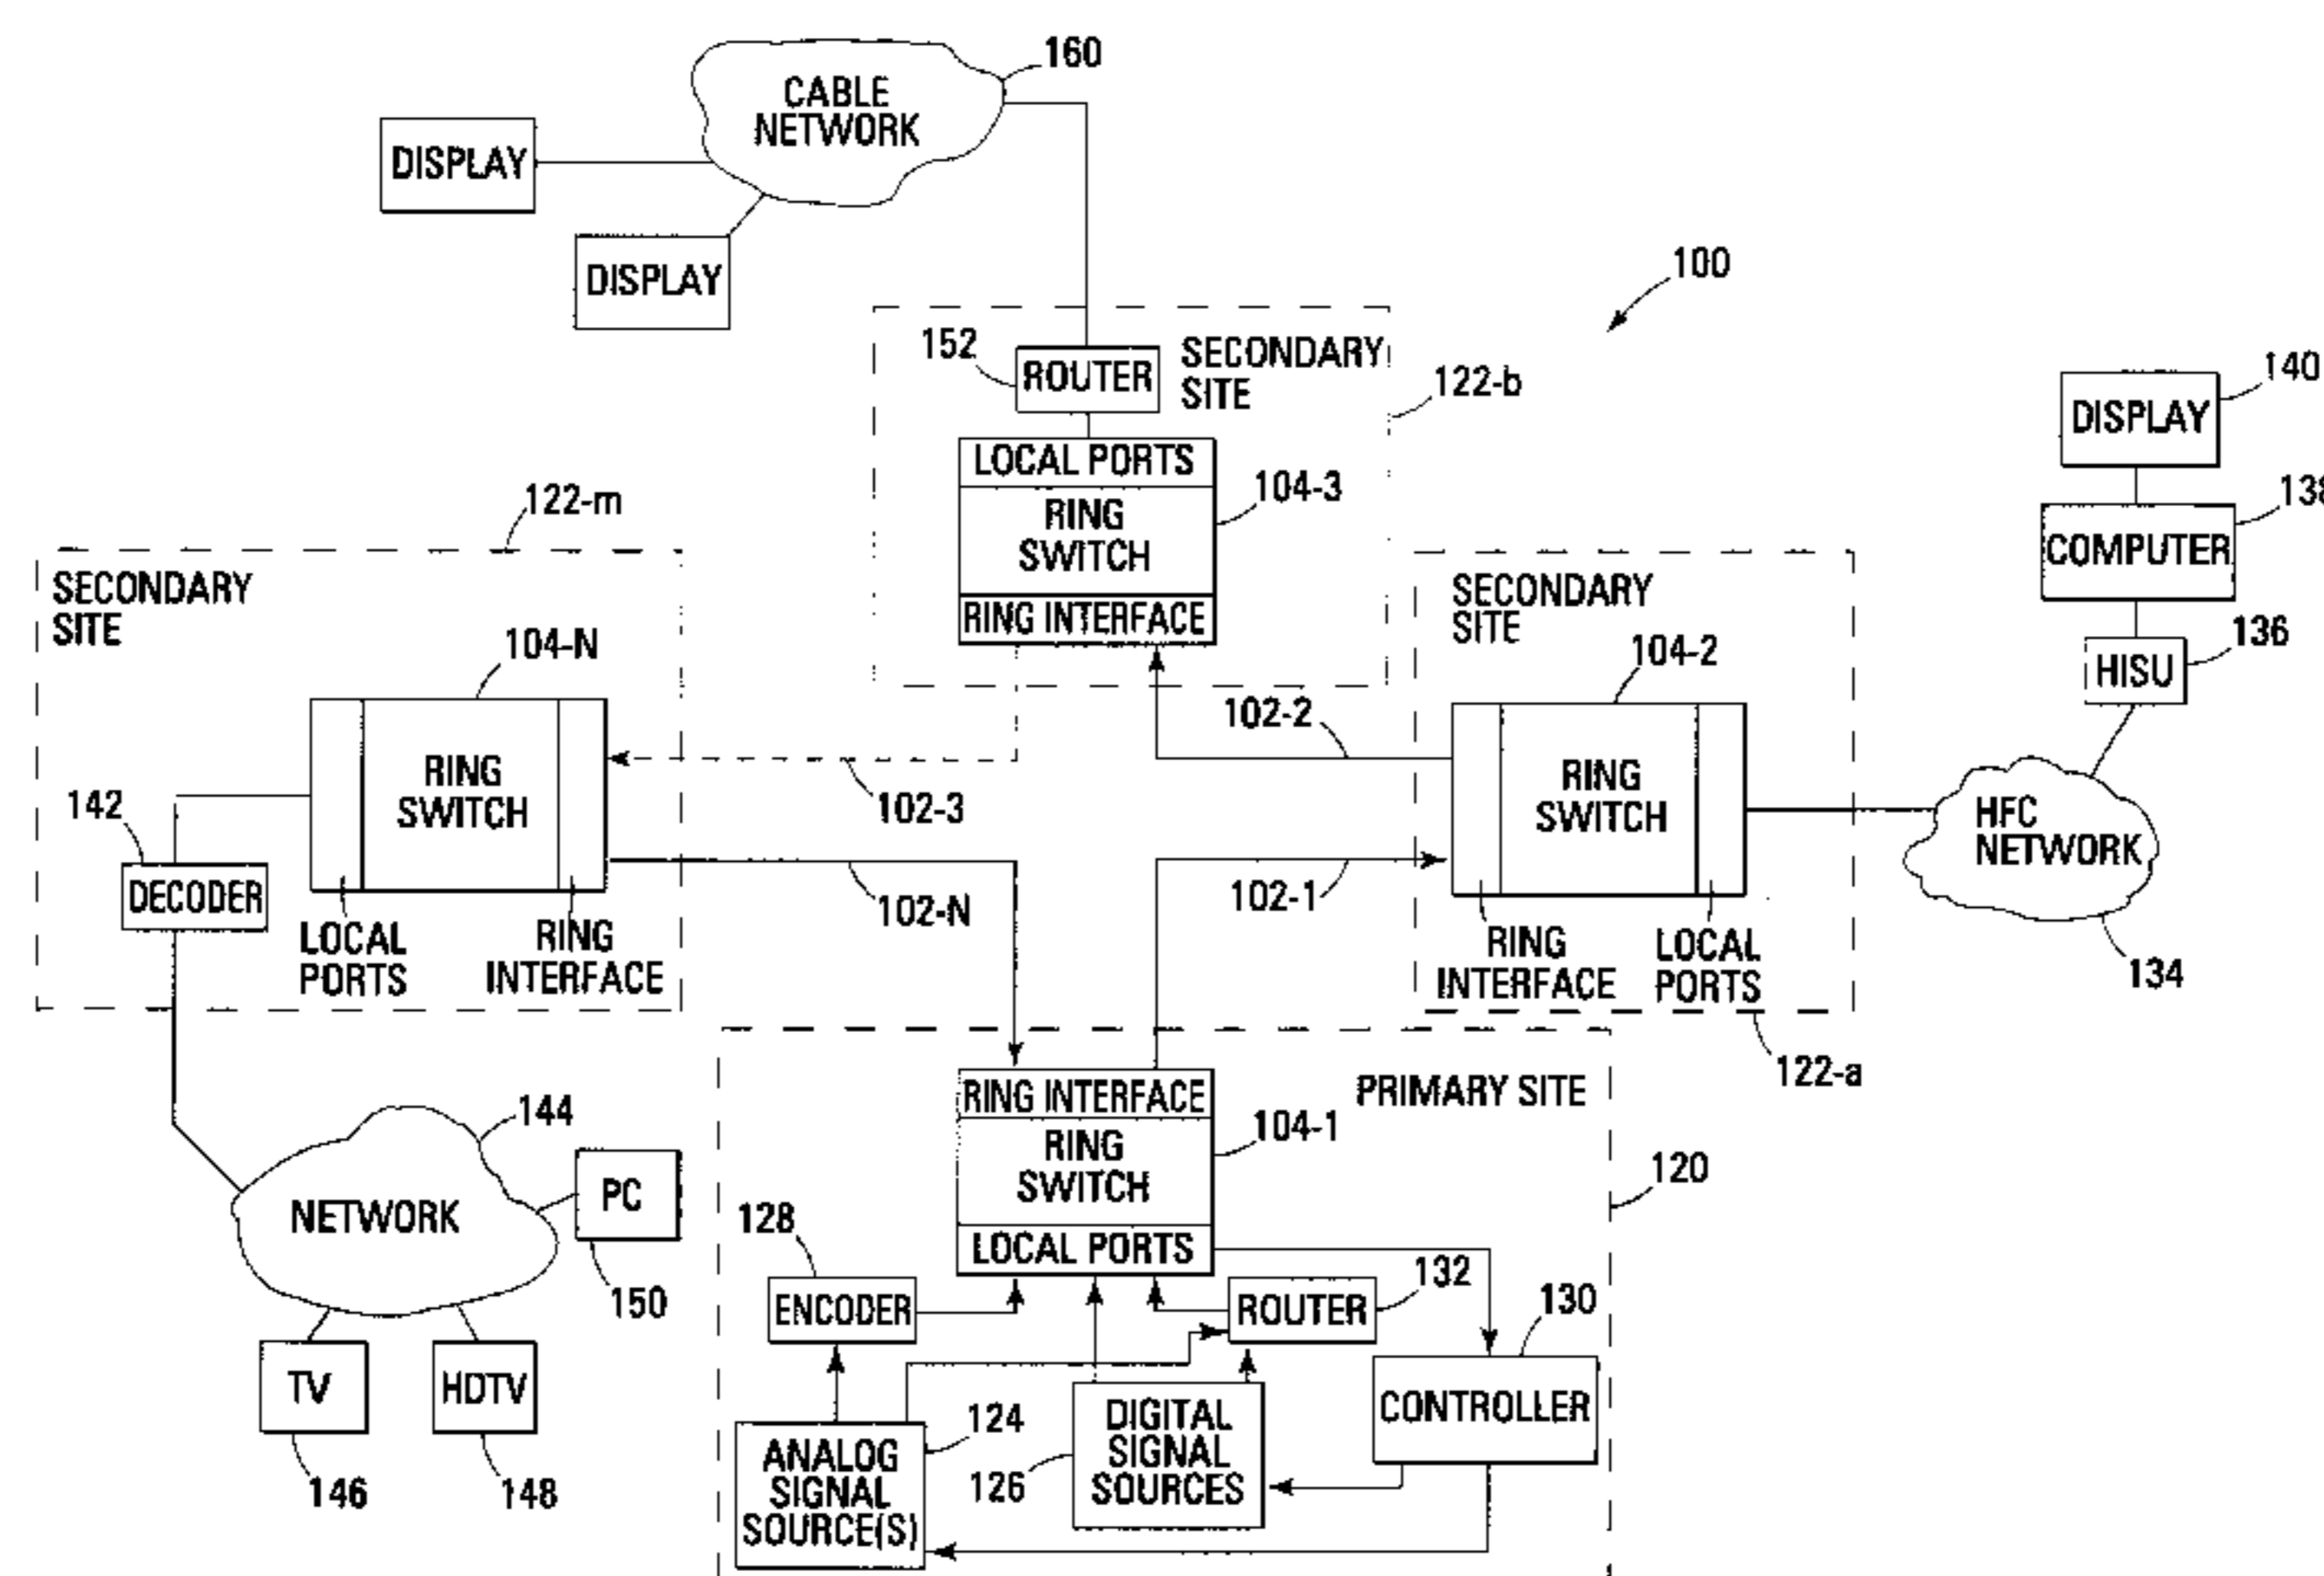 160
CABLE
NETWORK
DISPLAY
DISPLAY
100
152
ROUTER
SECONDARY
SITE
122-b
140
DISPLAY
LOCAL PORTS
RING
SWITCH
RING INTERFACE
104-3
138
COMPUTER
122-m
SECONDARY
SITE
104-N
SECONDARY
SITE
104-2
136
HISU
102-2
RING
SWITCH
102-3
142
DECODER
RING
SWITCH
HFC
NETWORK
102-N
102-1
LOCAL
PORTS
RING
INTERFACE
RING
INTERFACE
LOCAL
PORTS
134
122-a
PRIMARY SITE
RING INTERFACE
RING
SWITCH
LOCAL PORTS
104-1
120
144
NETWORK
PC
150
128
ENCODER
132
ROUTER
130
CONTROLLER
TV
HDTV
146
148
124
ANALOG
SIGNAL
SOURCE(S)
126
DIGITAL
SIGNAL
SOURCES